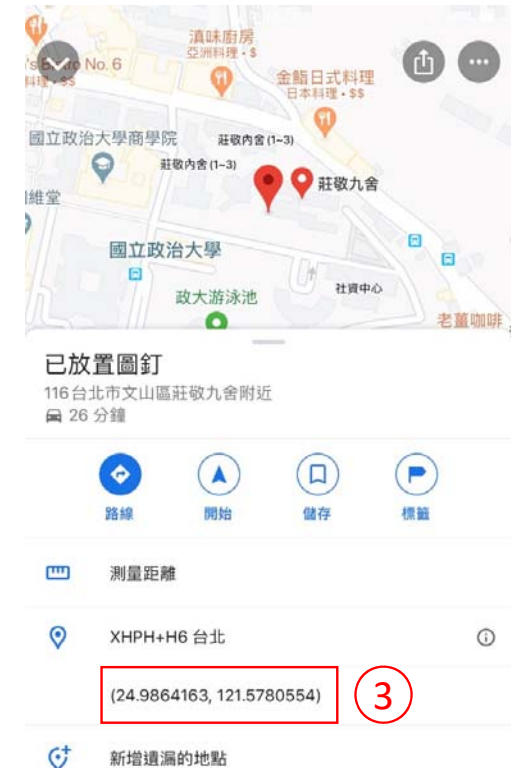 滇味廚房
亞洲料理・$
No. 6
金鮨日式料理
日本料理・$$
國立政治大學商學院
莊敬內舍 (1~3)
莊敬內舍 (1~3)
莊敬九舍
維堂
國立政治大學
社資中心
政大游泳池
老薑咖啡
已放置圖釘
116台北市文山區莊敬九舍附近
26 分鐘
路線
開始
儲存
標籤
測量距離
XHPH+H6 台北
(24.9864163, 121.5780554)
3
新增遺漏的地點